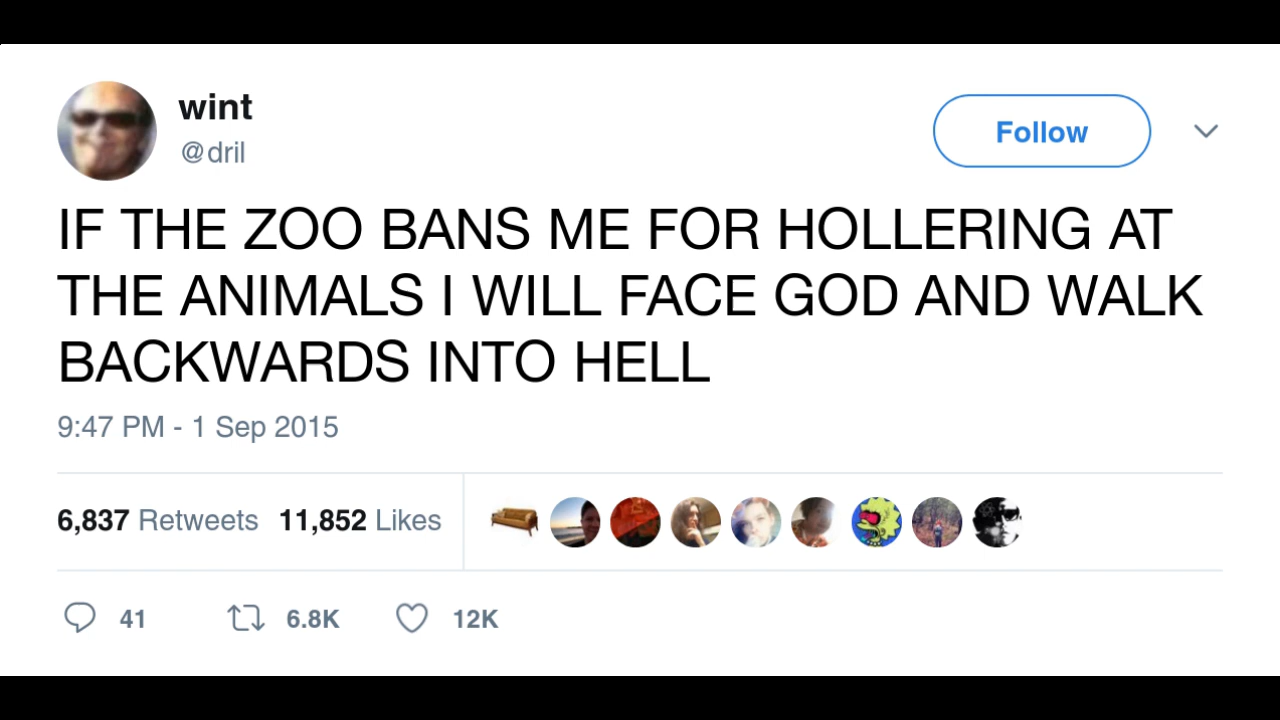 wint
@dril
Follow
IF THE ZOO BANS ME FOR HOLLERING AT
THE ANIMALS I WILL FACE GOD AND WALK
BACKWARDS INTO HELL
9:47 PM - 1 Sep 2015
6,837 Retweets 11,852 Likes
41 6.8K 12K